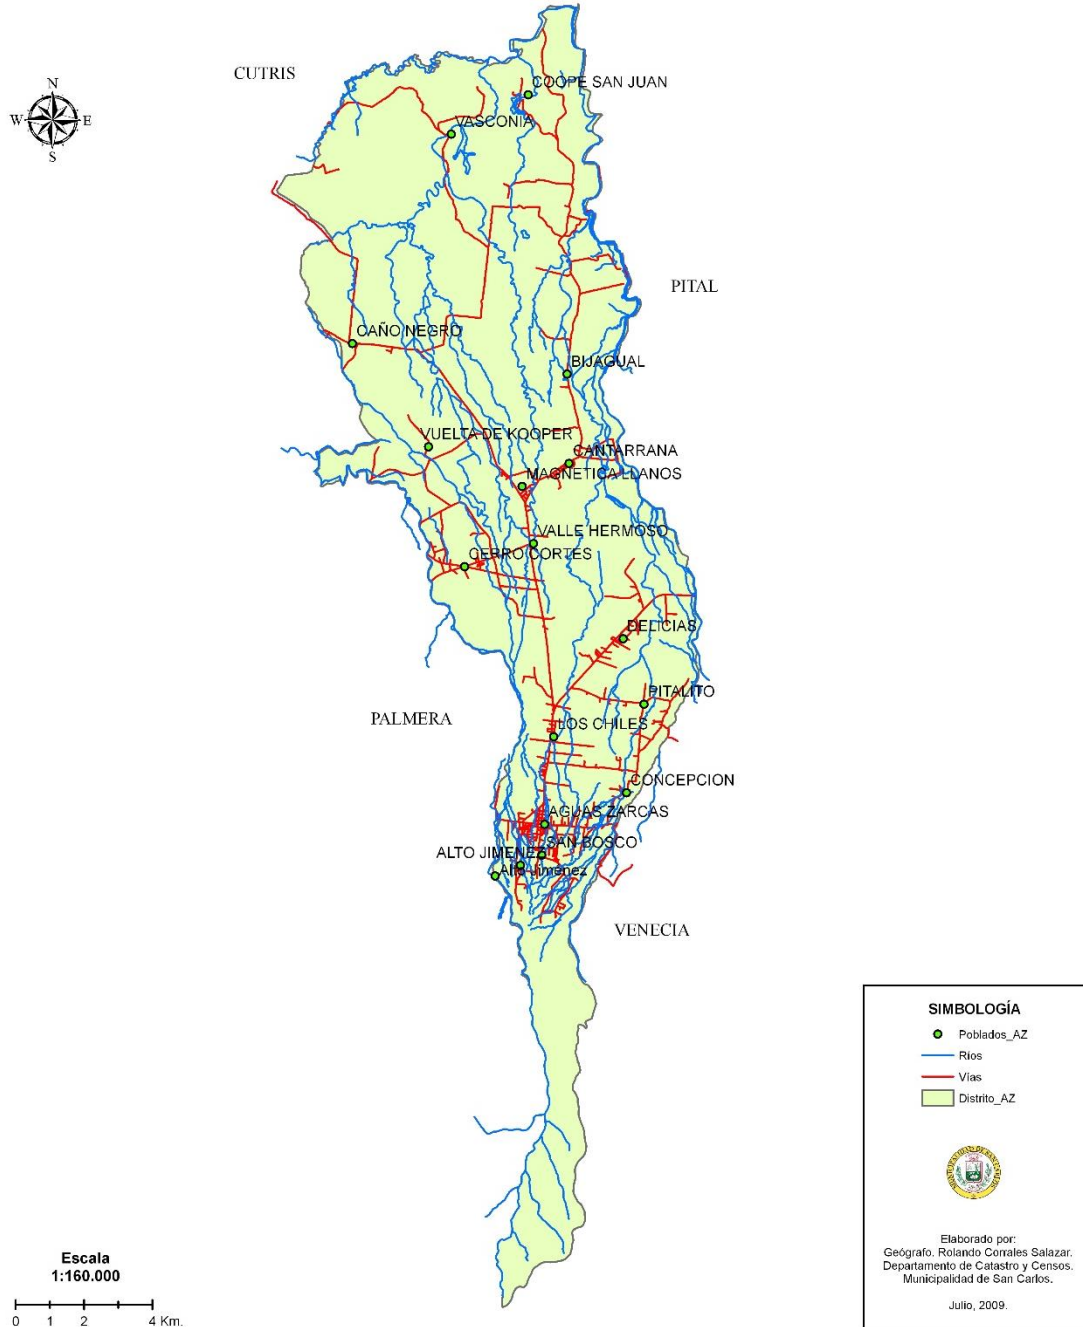 CUTRIS
COOPE SAN JUAN
N
W
E
S
VASCONIA
PITAL
CAÑO NEGRO
BIJAGUAL
VUELTA DE KOOPER
CANTARRANA
MAGNETICA LLANOS
VALLE HERMOSO
CERRO CORTES
DELICIAS
PITALITO
PALMERA
LOS CHILES
CONCEPCION
AGUAS ZARCAS
SAN BOSCO
ALTO JIMENEZ
Alto Jiménez
VENECIA
SIMBOLOGÍA
Poblados_AZ
Ríos
Vías
Distrito_AZ
Elaborado por:
Geógrafo. Rolando Corrales Salazar.
Departamento de Catastro y Censos.
Municipalidad de San Carlos.
Julio, 2009.
Escala
1:160.000
0 1 2 4 Km.